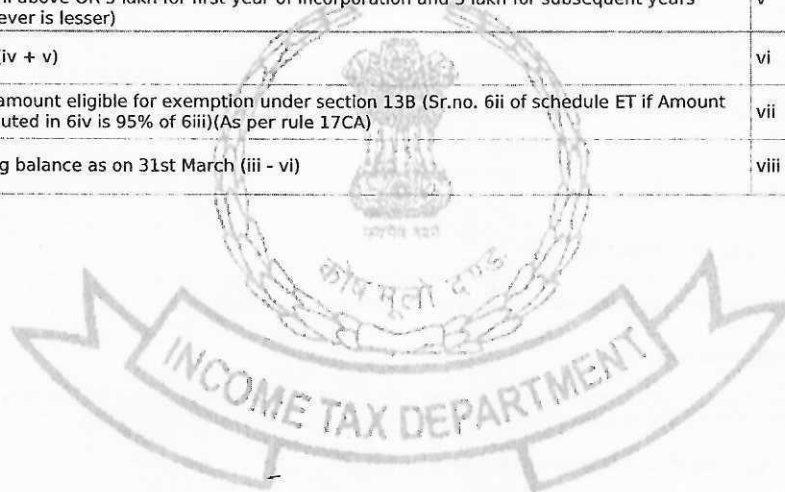 ever is lesser)
v
(iv + v)
vi
amount eligible for exemption under section 13B (Sr.no. 6ii of schedule ET if Amount
uted in 6iv is 95% of 6iii)(As per rule 17CA)
vii
g balance as on 31st March (iii - vi)
viii
कोष मूलो दण्ड
INCOME TAX DEPARTMENT